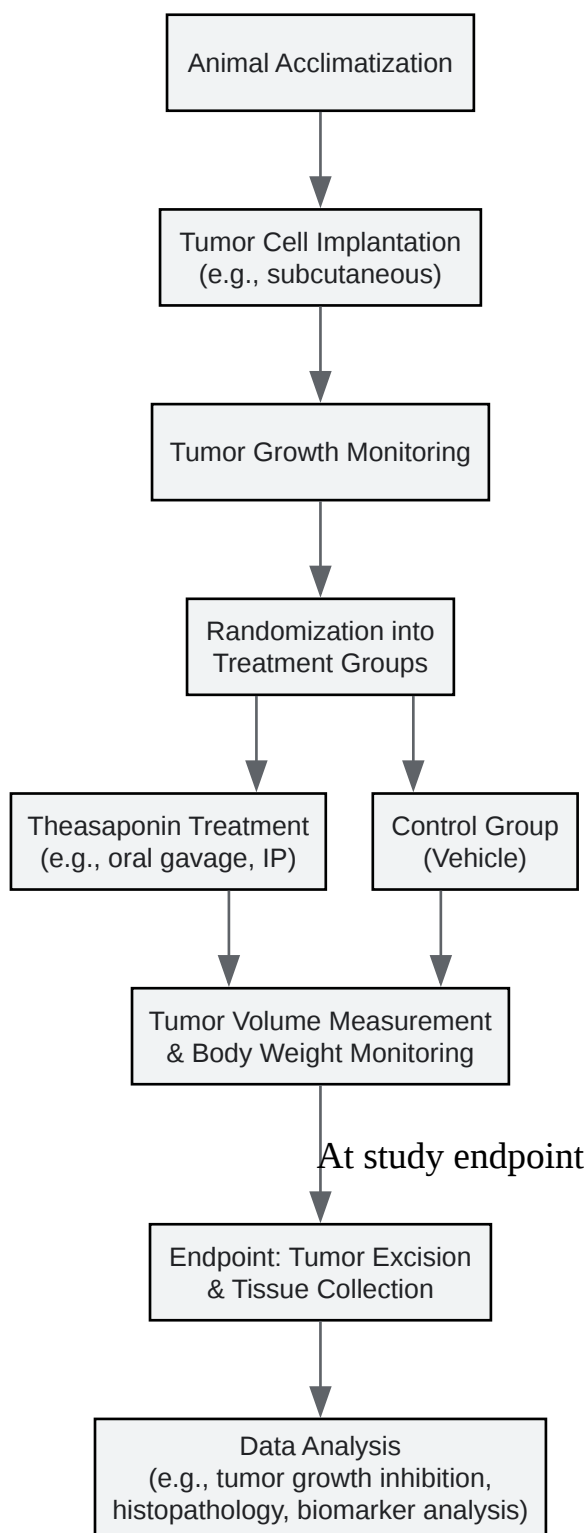 Animal Acclimatization
Tumor Cell Implantation
(e.g., subcutaneous)
Tumor Growth Monitoring
Randomization into
Treatment Groups
Theasaponin Treatment
(e.g., oral gavage, IP)
Control Group
(Vehicle)
Tumor Volume Measurement
& Body Weight Monitoring
At study endpoint
Endpoint: Tumor Excision
& Tissue Collection
Data Analysis
(e.g., tumor growth inhibition,
histopathology, biomarker analysis)